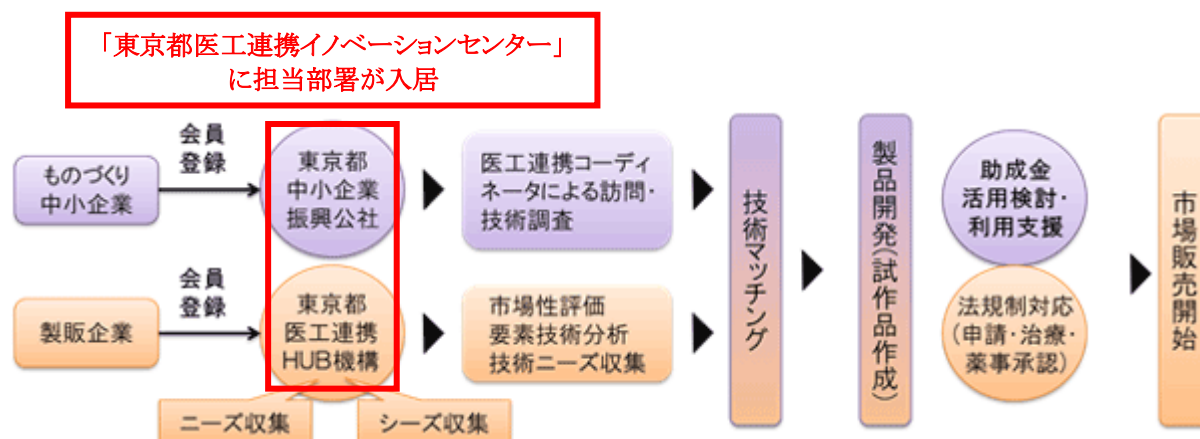 「東京都医工連携イノベーションセンター」
に担当部署が入居
ものづくり
中小企業
会員
登録
東京都
中小企業
振興公社
医工連携コーディ
ネータによる訪問・
技術調査
製販企業
会員
登録
東京都
医工連携
HUB機構
市場性評価
要素技術分析
技術ニーズ収集
ニーズ収集
シーズ収集
技術マッチング
製品開発(試作品作成)
助成金
活用検討・
利用支援
法規制対応
(申請・治療・
薬事承認)
市場販売開始